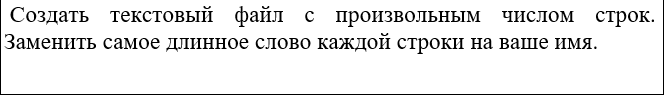 Создать текстовый файл с произвольным числом строк.
Заменить самое длинное слово каждой строки на ваше имя.